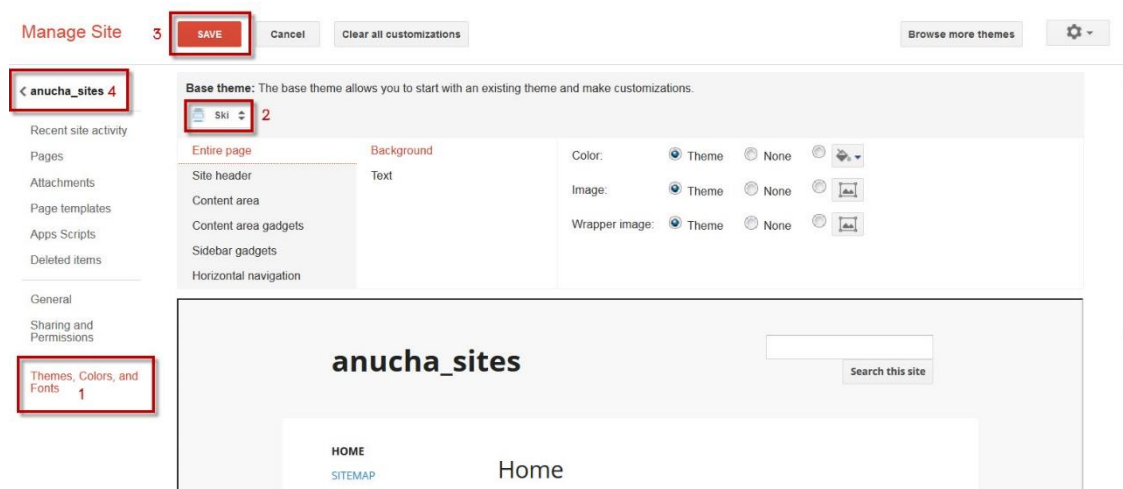 Manage Site
3
SAVE
Cancel
Clear all customizations
Browse more themes
anucha_sites 4
Recent site activity
Pages
Attachments
Page templates
Apps Scripts
Deleted items
General
Sharing and
Permissions
Themes, Colors, and
Fonts 1
Base theme: The base theme allows you to start with an existing theme and make customizations.
Ski 2
Entire page
Site header
Content area
Content area gadgets
Sidebar gadgets
Horizontal navigation
Background
Text
Color: Theme None
Image: Theme None
Wrapper image: Theme None
anucha_sites
Search this site
HOME
SITEMAP
Home